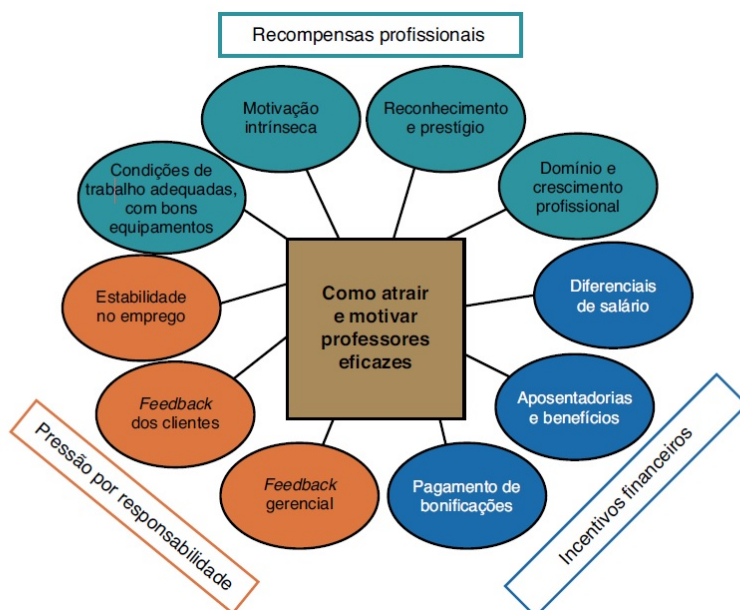 Recompensas profissionais
Motivação
intrínseca
Reconhecimento
e prestígio
Condições de
trabalho adequadas,
com bons
equipamentos
Domínio e
crescimento
profissional
Estabilidade
no emprego
Como atrair
e motivar
professores
eficazes
Diferenciais
de salário
Feedback
dos clientes
Aposentadorias
e benefícios
Feedback
gerencial
Pagamento de
bonificações
Pressão por responsabilidade
Incentivos financeiros